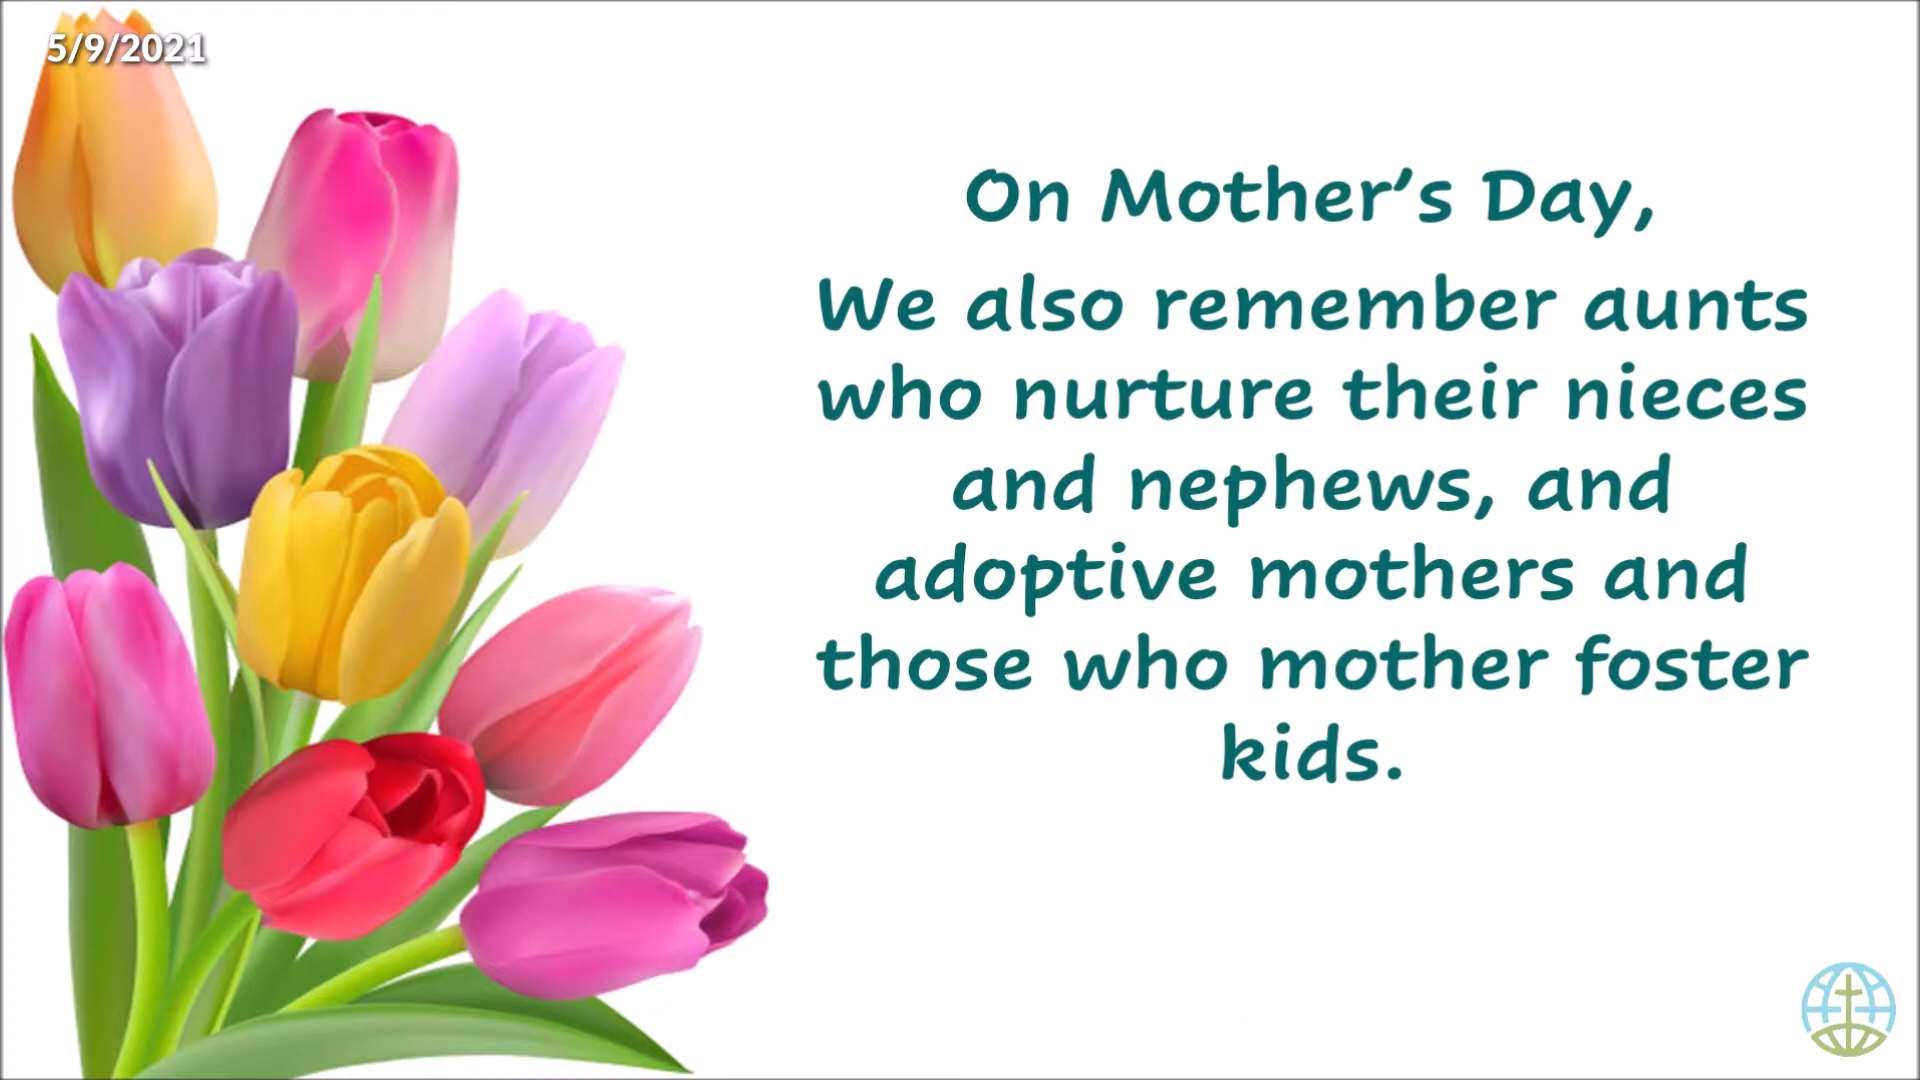 5/9/2021
On Mother’s Day,
We also remember aunts
who nurture their nieces
and nephews, and
adoptive mothers and
those who mother foster
kids.